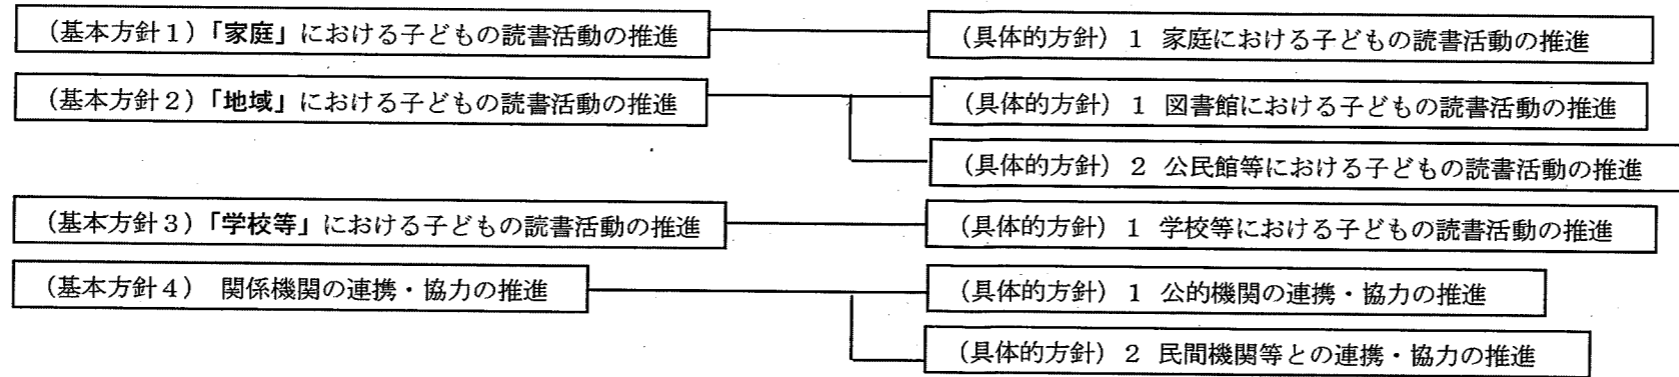 (基本方針1)「家庭」における子どもの読書活動の推進
(具体的方針) 1 家庭における子どもの読書活動の推進
(基本方針2)「地域」における子どもの読書活動の推進
(具体的方針) 1 図書館における子どもの読書活動の推進
(具体的方針) 2 公民館等における子どもの読書活動の推進
(基本方針3)「学校等」における子どもの読書活動の推進
(具体的方針) 1 学校等における子どもの読書活動の推進
(基本方針4) 関係機関の連携・協力の推進
(具体的方針) 1 公的機関の連携・協力の推進
(具体的方針) 2 民間機関等との連携・協力の推進